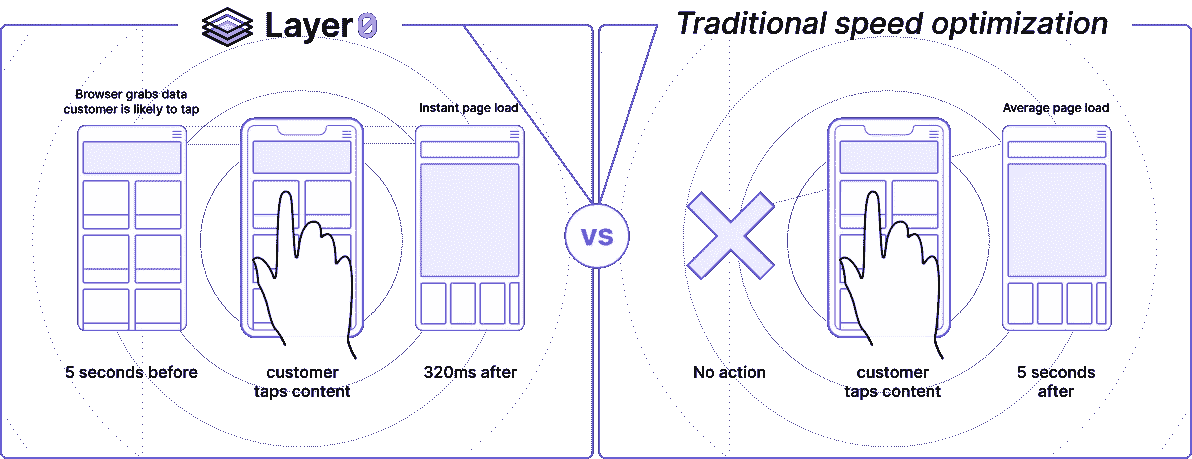 Layer0
Browser grabs data
customer is likely to tap
Instant page load
5 seconds before
customer
taps content
320ms after
vs
Traditional speed optimization
Average page load
No action
customer
taps content
5 seconds
after